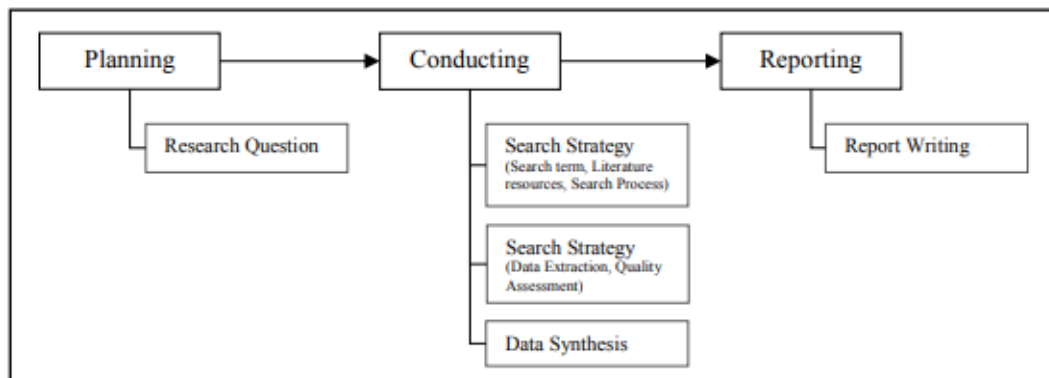 Planning
Conducting
Reporting
Research Question
Search Strategy
(Search term, Literature
resources, Search Process)
Report Writing
Search Strategy
(Data Extraction, Quality
Assessment)
Data Synthesis